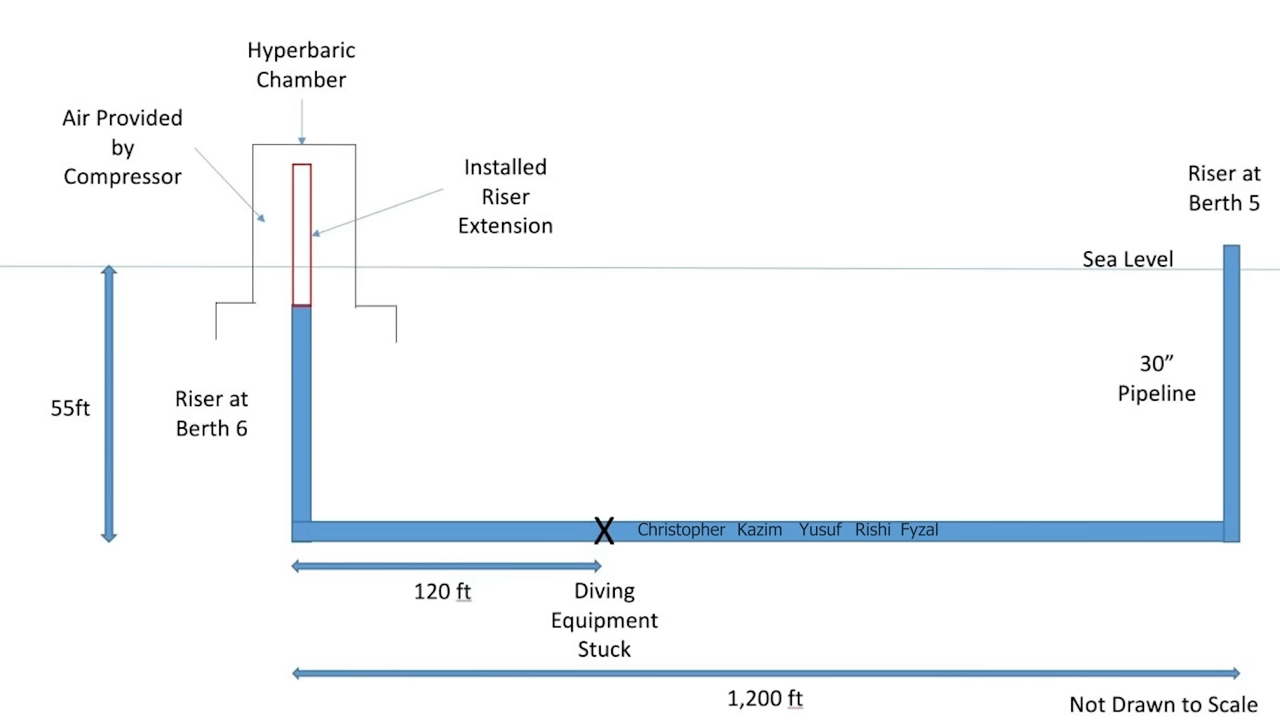 Hyperbaric
Chamber
Air Provided
by
Compressor
Installed
Riser
Extension
Riser at
Berth 5
Sea Level
30”
Pipeline
55ft
Riser at
Berth 6
X
Christopher Kazim Yusuf Rishi Fyzal
120 ft
Diving
Equipment
Stuck
1,200 ft
Not Drawn to Scale